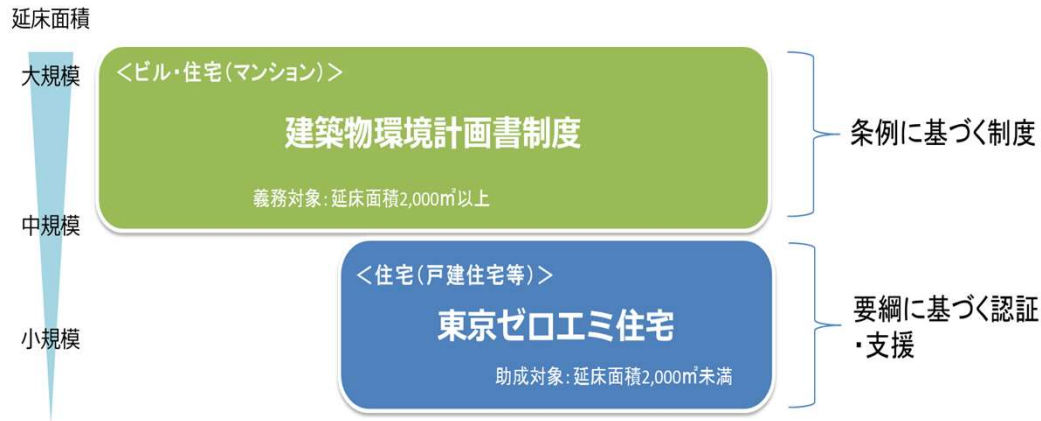 延床面積
大規模
中規模
小規模
＜ビル・住宅（マンション）＞
建築物環境計画書制度
義務対象：延床面積2,000㎡以上
条例に基づく制度
＜住宅（戸建住宅等）＞
東京ゼロエミ住宅
助成対象：延床面積2,000㎡未満
要綱に基づく認証
・支援